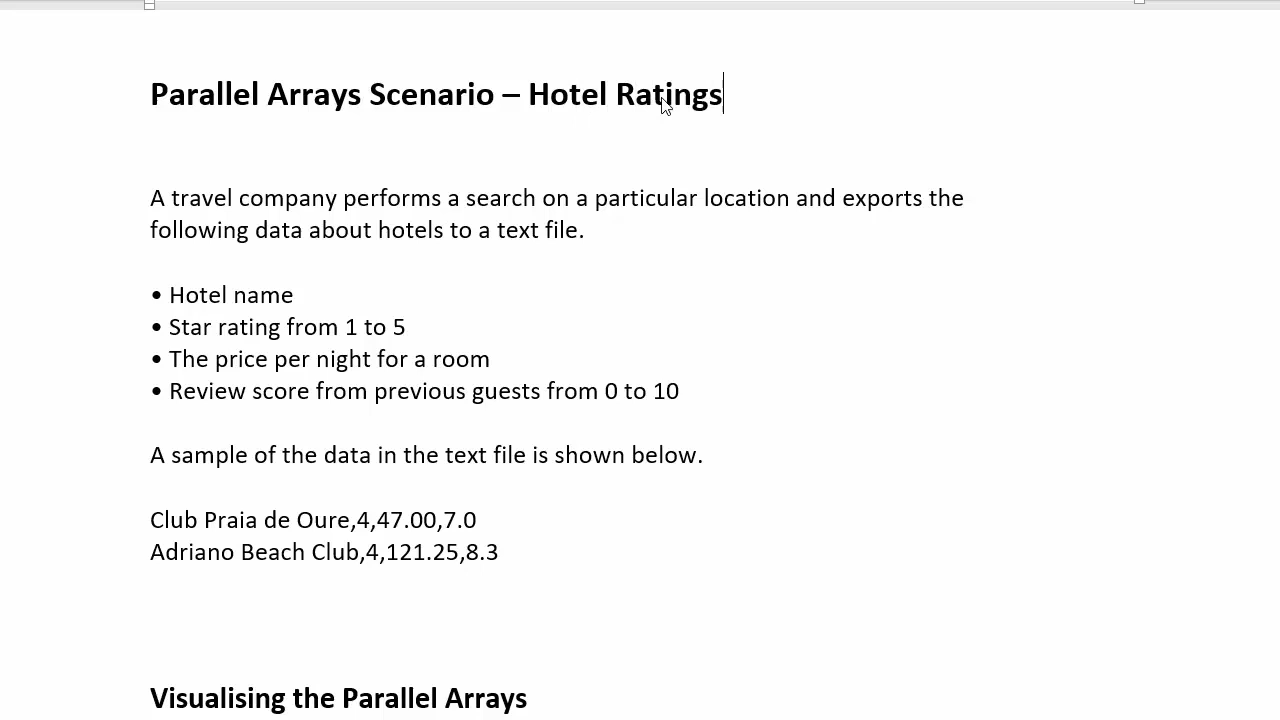 Parallel Arrays Scenario – Hotel Ratings
A travel company performs a search on a particular location and exports the
following data about hotels to a text file.
• Hotel name
• Star rating from 1 to 5
• The price per night for a room
• Review score from previous guests from 0 to 10
A sample of the data in the text file is shown below.
Club Praia de Oure,4,47.00,7.0
Adriano Beach Club,4,121.25,8.3
Visualising the Parallel Arrays